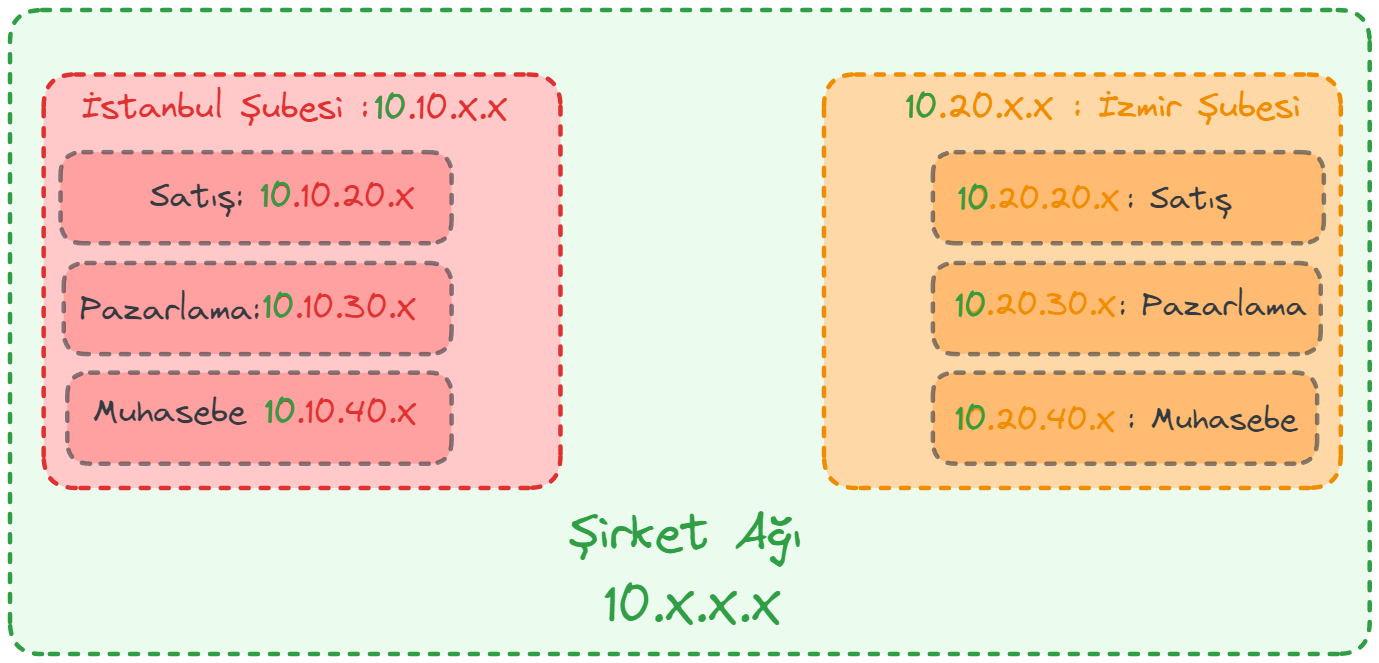 İstanbul Şubesi :10.10.x.x
Satış: 10.10.20.x
Pazarlama:10.10.30.x
Muhasebe 10.10.40.x
10.20.x.x : İzmir Şubesi
10.20.20.x : Satış
10.20.30.x: Pazarlama
10.20.40.x : Muhasebe
Şirket Ağı
10.x.x.x